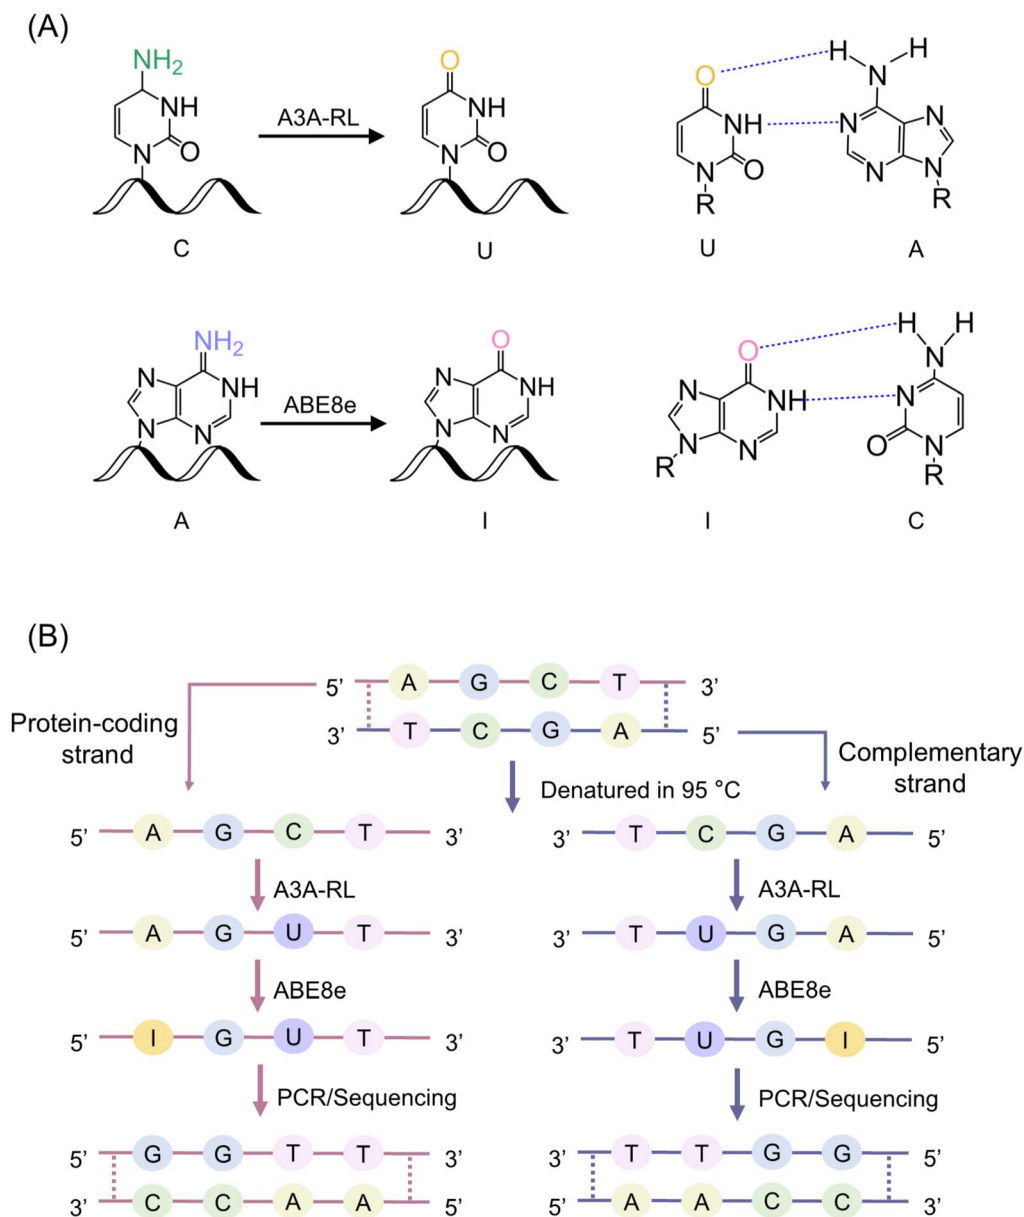 (A)
NH2
NH
N
O
C
A3A-RL
O
NH
N
O
U
O
NH
N
O
R
U
H
H
N
N
N
N
N
R
A
NH2
N
NH
N
N
A
ABE8e
O
N
NH
N
N
I
O
N
NH
N
N
R
I
H
H
N
N
O
N
R
C
(B)
5’ A G C T 3’
3’ T C G A 5’
Protein-coding
strand
Complementary
strand
Denatured in 95 °C
5’ A G C T 3’
3’ T C G A 5’
A3A-RL
A3A-RL
5’ A G U T 3’
3’ T U G A 5’
ABE8e
ABE8e
5’ I G U T 3’
3’ T U G I 5’
PCR/Sequencing
PCR/Sequencing
5’ G G T T 3’
3’ C C A A 5’
3’ T T G G 5’
5’ A A C C 3’